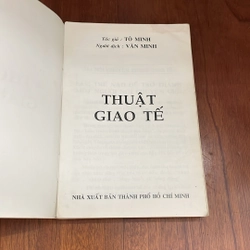 Tác giả : TÔ MINH
Người dịch : VĂN MINH
THUẬT
GIAO TẾ
NHÀ XUẤT BẢN THÀNH PHỐ HỒ CHÍ MINH